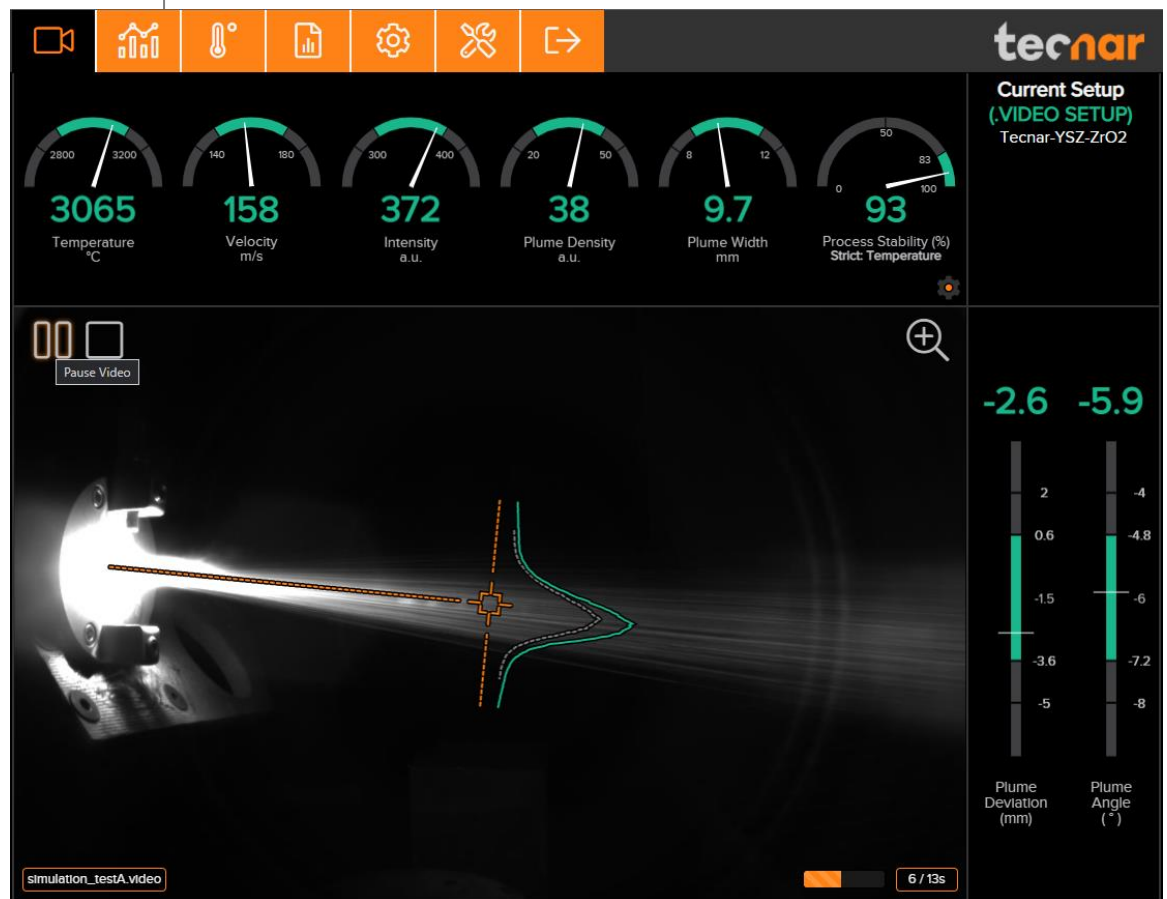 tecnar
Current Setup
(.VIDEO SETUP)
Tecnar-YSZ-ZrO2
2800 3200
3065
Temperature
°C
140 180
158
Velocity
m/s
300 400
372
Intensity
a.u.
20 50
38
Plume Density
a.u.
8 12
9.7
Plume Width
mm
50
83
0 100
93
Process Stability (%)
Strict: Temperature
Pause Video
-2.6 -5.9
2
0.6
-1.5
-3.6
-5
Plume
Deviation
(mm)
-4
-4.8
-6
-7.2
-8
Plume
Angle
(°)
simulation_testA.video
6 / 13s